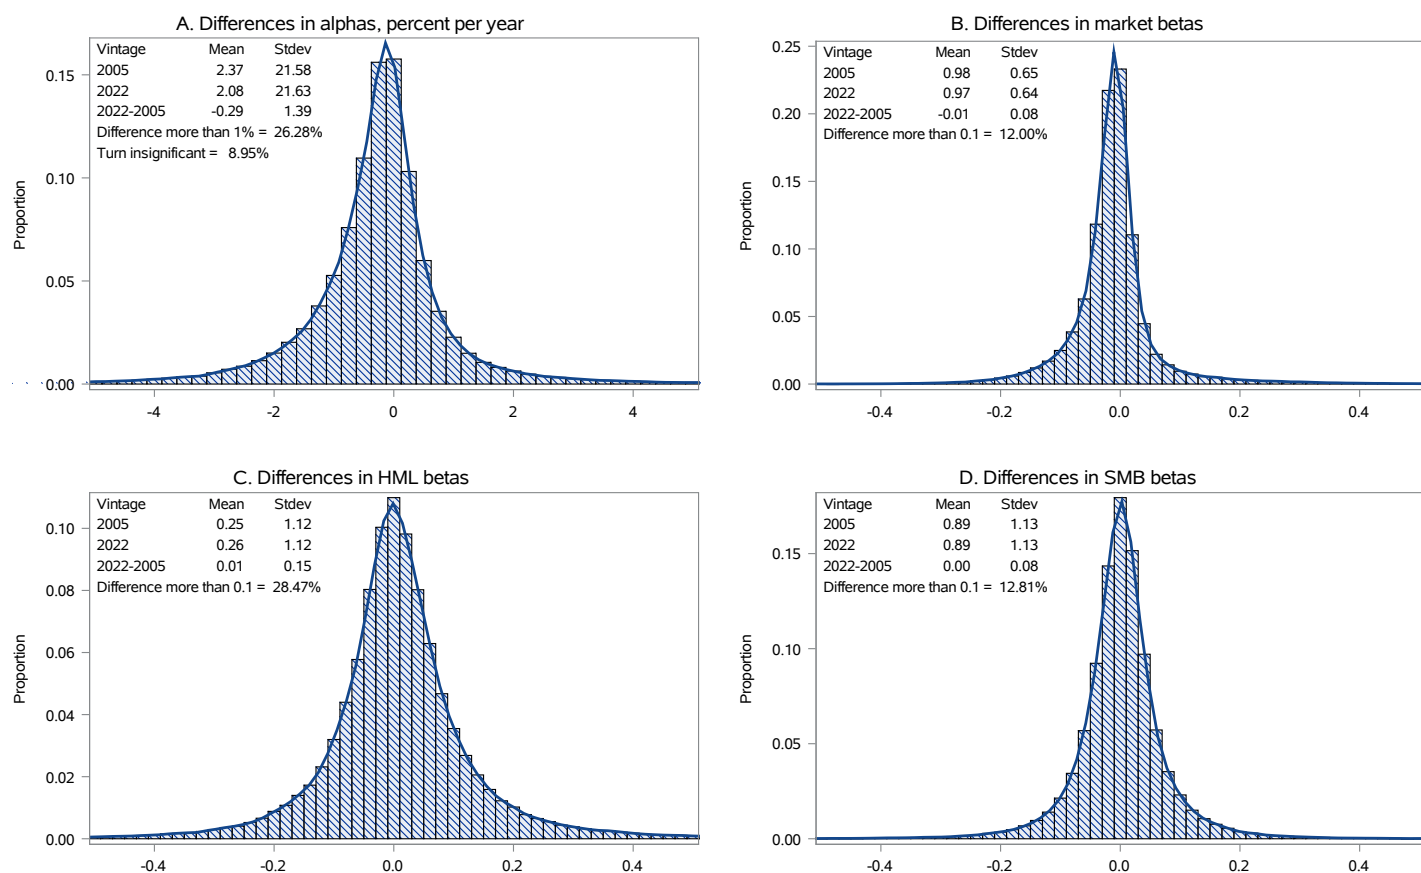 A. Differences in alphas, percent per year
Vintage Mean Stdev
2005 2.37 21.58
2022 2.08 21.63
2022-2005 -0.29 1.39
Difference more than 1% = 26.28%
Turn insignificant = 8.95%
Proportion
0.15
0.10
0.05
0.00
-4 -2 0 2 4
B. Differences in market betas
Vintage Mean Stdev
2005 0.98 0.65
2022 0.97 0.64
2022-2005 -0.01 0.08
Difference more than 0.1 = 12.00%
Proportion
0.25
0.20
0.15
0.10
0.05
0.00
-0.4 -0.2 0.0 0.2 0.4
C. Differences in HML betas
Vintage Mean Stdev
2005 0.25 1.12
2022 0.26 1.12
2022-2005 0.01 0.15
Difference more than 0.1 = 28.47%
Proportion
0.10
0.08
0.06
0.04
0.02
0.00
-0.4 -0.2 0.0 0.2 0.4
D. Differences in SMB betas
Vintage Mean Stdev
2005 0.89 1.13
2022 0.89 1.13
2022-2005 0.00 0.08
Difference more than 0.1 = 12.81%
Proportion
0.15
0.10
0.05
0.00
-0.4 -0.2 0.0 0.2 0.4